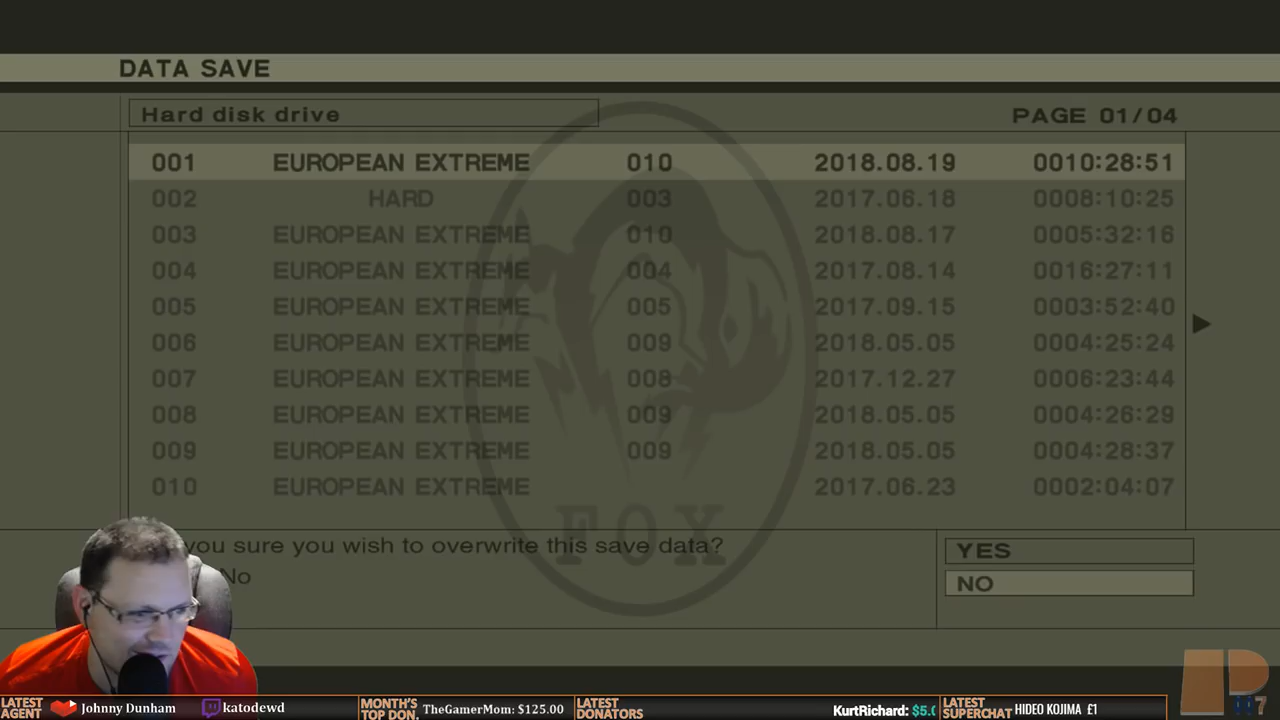 DATA SAVE
Hard disk drive PAGE 01/04
001 EUROPEAN EXTREME 010 2018.08.19 0010:28:51
002 HARD 003 2017.06.18 0008:10:25
003 EUROPEAN EXTREME 010 2018.08.17 0005:32:16
004 EUROPEAN EXTREME 004 2017.08.14 0016:27:11
005 EUROPEAN EXTREME 005 2017.09.15 0003:52:40
006 EUROPEAN EXTREME 009 2018.05.05 0004:25:24
007 EUROPEAN EXTREME 008 2017.12.27 0006:23:44
008 EUROPEAN EXTREME 009 2018.05.05 0004:26:29
009 EUROPEAN EXTREME 009 2018.05.05 0004:28:37
010 EUROPEAN EXTREME 2017.06.23 0002:04:07
FOX
you sure you wish to overwrite this save data?
No
YES
NO
LATEST AGENT Johnny Dunham katodewd MONTH'S TOP DON. TheGamerMom: $125.00 LATEST DONATORS KurtRichard: $5.0 LATEST SUPERCHAT HIDEO KOJIMA £1